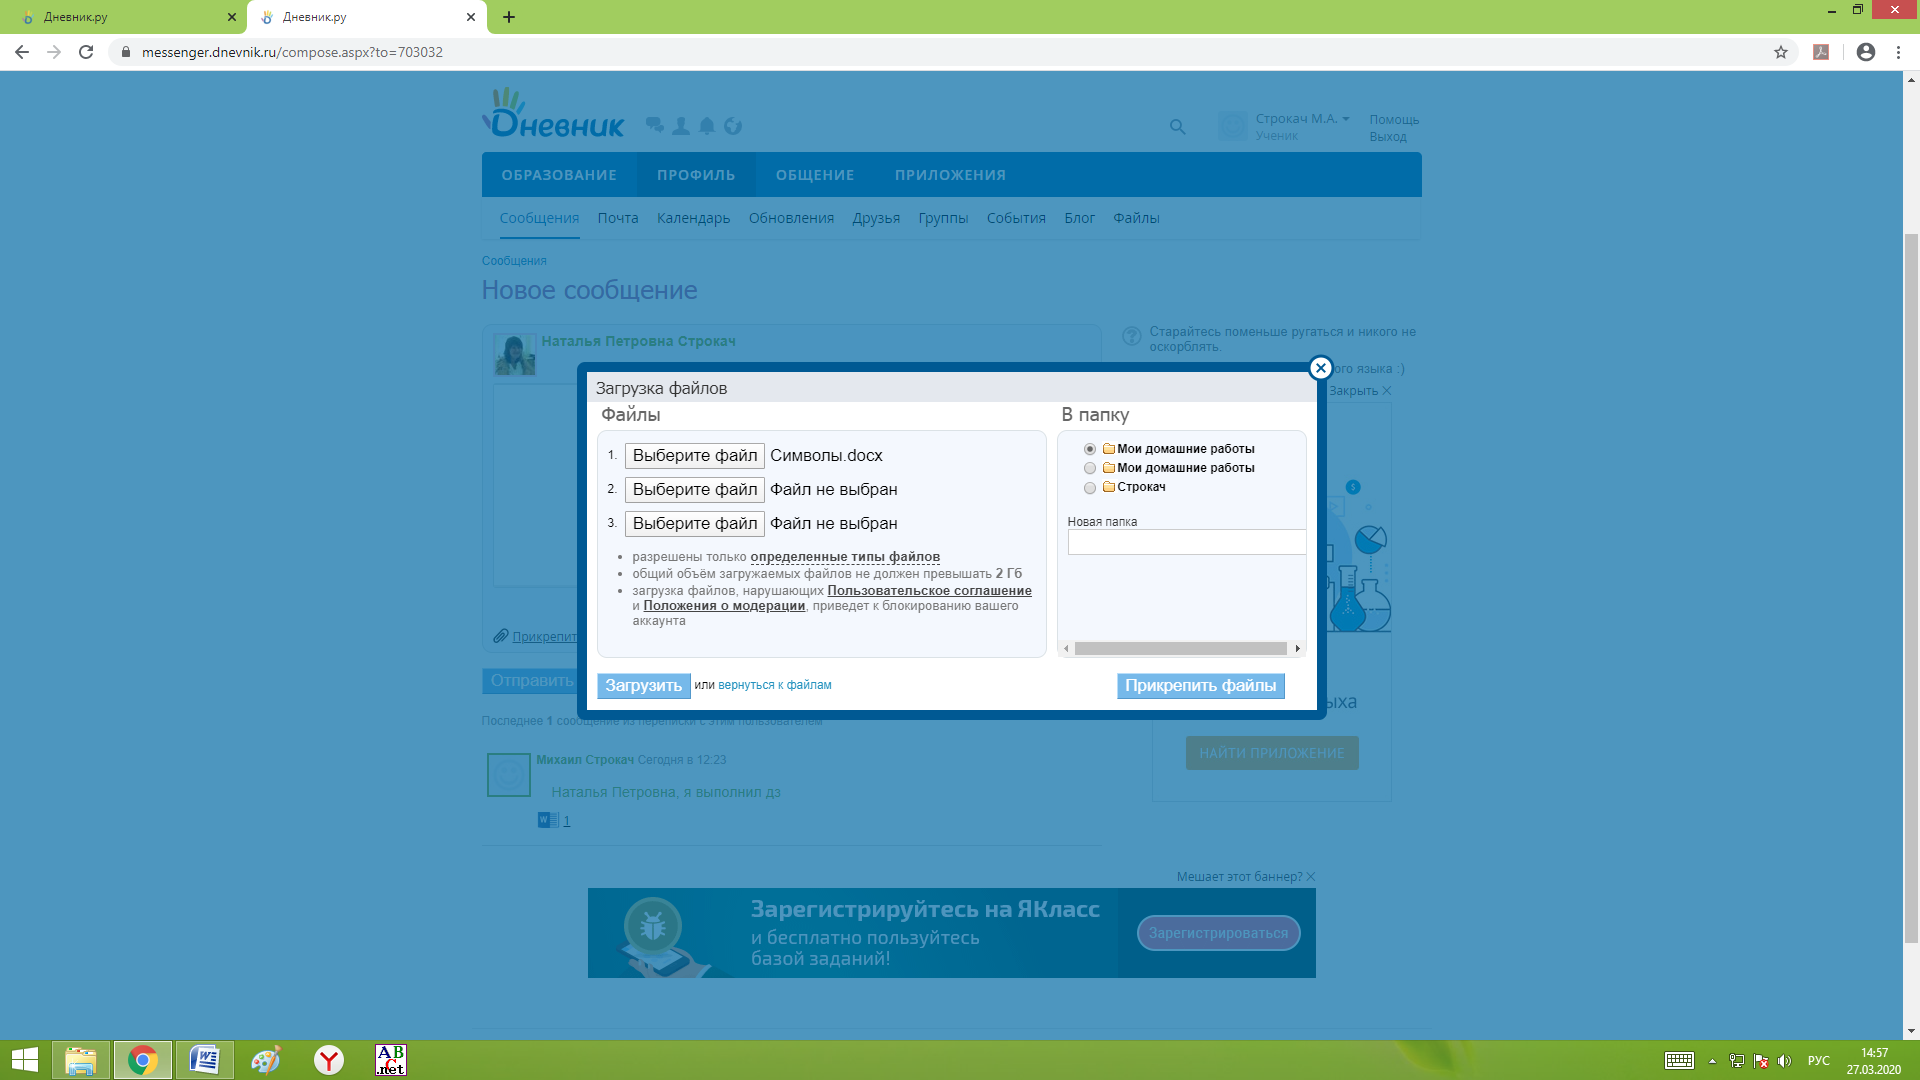 Дневник.ру
Дневник.ру
messenger.dnevnik.ru/compose.aspx?to=703032
Дневник
Строкач М.А.
Ученик
Помощь
Выход
ОБРАЗОВАНИЕ ПРОФИЛЬ ОБЩЕНИЕ ПРИЛОЖЕНИЯ
Сообщения Почта Календарь Обновления Друзья Группы События Блог Файлы
Сообщения
Новое сообщение
Наталья Петровна Строкач
Старайтесь поменьше ругаться и никого не
оскорблять.
ого языка :)
Закрыть
Загрузка файлов
Файлы
1. Выберите файл Символы.docx
2. Выберите файл Файл не выбран
3. Выберите файл Файл не выбран
• разрешены только определенные типы файлов
• общий объём загружаемых файлов не должен превышать 2 Гб
• загрузка файлов, нарушающих Пользовательское соглашение
и Положения о модерации, приведет к блокированию вашего
аккаунта
В папку
Мои домашние работы
Мои домашние работы
Строкач
Новая папка
Загрузить или вернуться к файлам
Прикрепить файлы
Прикрепит
Отправить
ыха
НАЙТИ ПРИЛОЖЕНИЕ
Последнее 1 сообщение из переписки с этим пользователем
Михаил Строкач Сегодня в 12:23
Наталья Петровна, я выполнил дз
1
Мешает этот баннер?
Зарегистрируйтесь на ЯКласс
и бесплатно пользуйтесь
базой заданий!
Зарегистрироваться
ABC
.net
РУС
14:57
27.03.2020